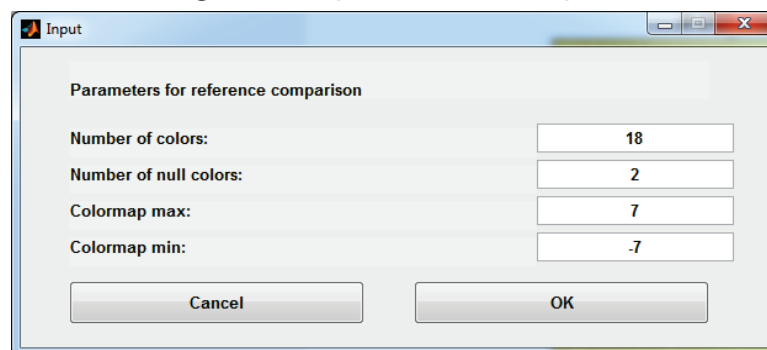 Input
Parameters for reference comparison
Number of colors: 18
Number of null colors: 2
Colormap max: 7
Colormap min: -7
Cancel OK